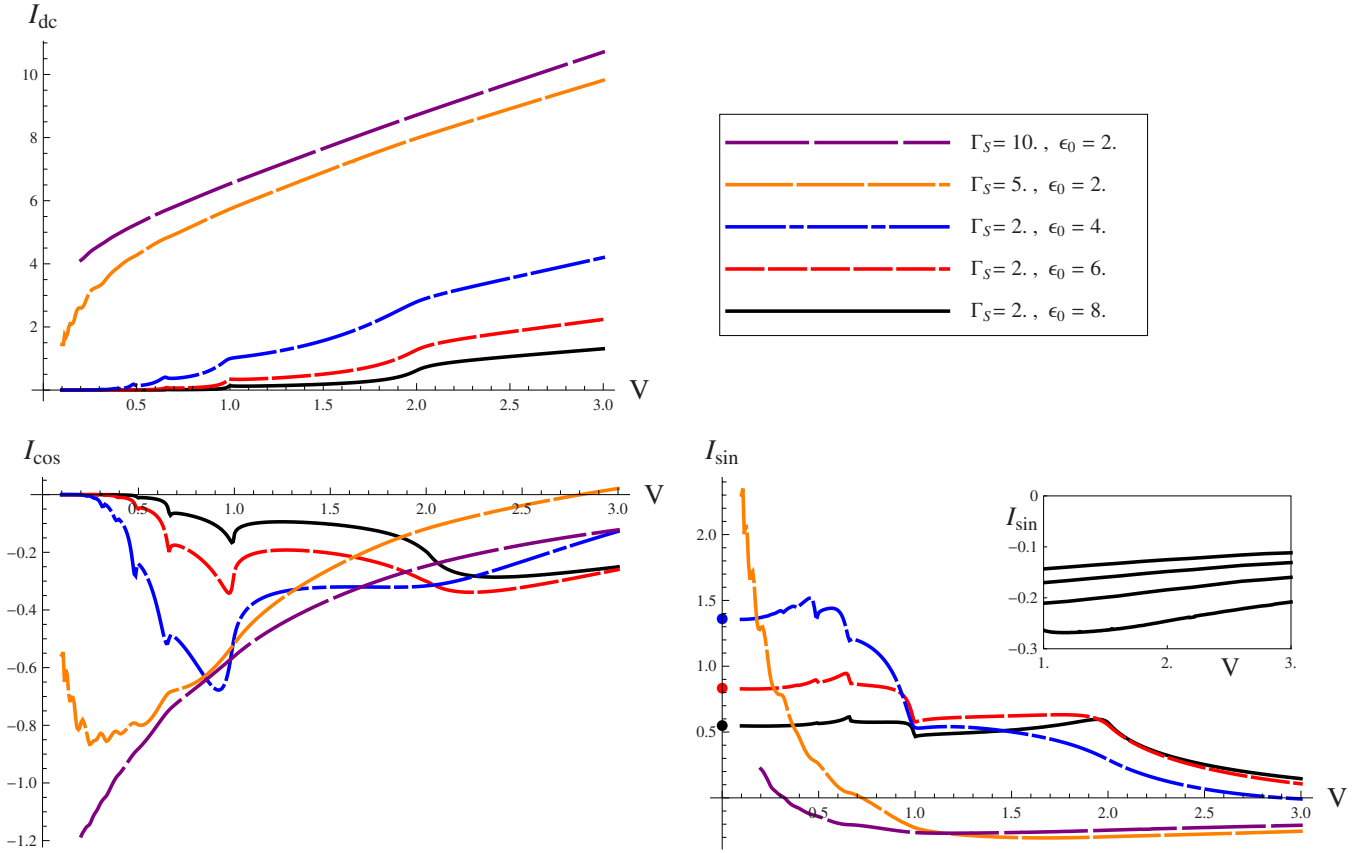 I_dc
10
8
6
4
2
0.5 1.0 1.5 2.0 2.5 3.0 V
Γ_S = 10. , ϵ_0 = 2.
Γ_S = 5. , ϵ_0 = 2.
Γ_S = 2. , ϵ_0 = 4.
Γ_S = 2. , ϵ_0 = 6.
Γ_S = 2. , ϵ_0 = 8.
I_cos
0.5 1.0 1.5 2.0 2.5 3.0 V
−0.2
−0.4
−0.6
−0.8
−1.0
−1.2
I_sin
2.0
1.5
1.0
0.5
0.5 1.0 1.5 2.0 2.5 3.0 V
I_sin
0
−0.1
−0.2
−0.3
1. 2. V 3.